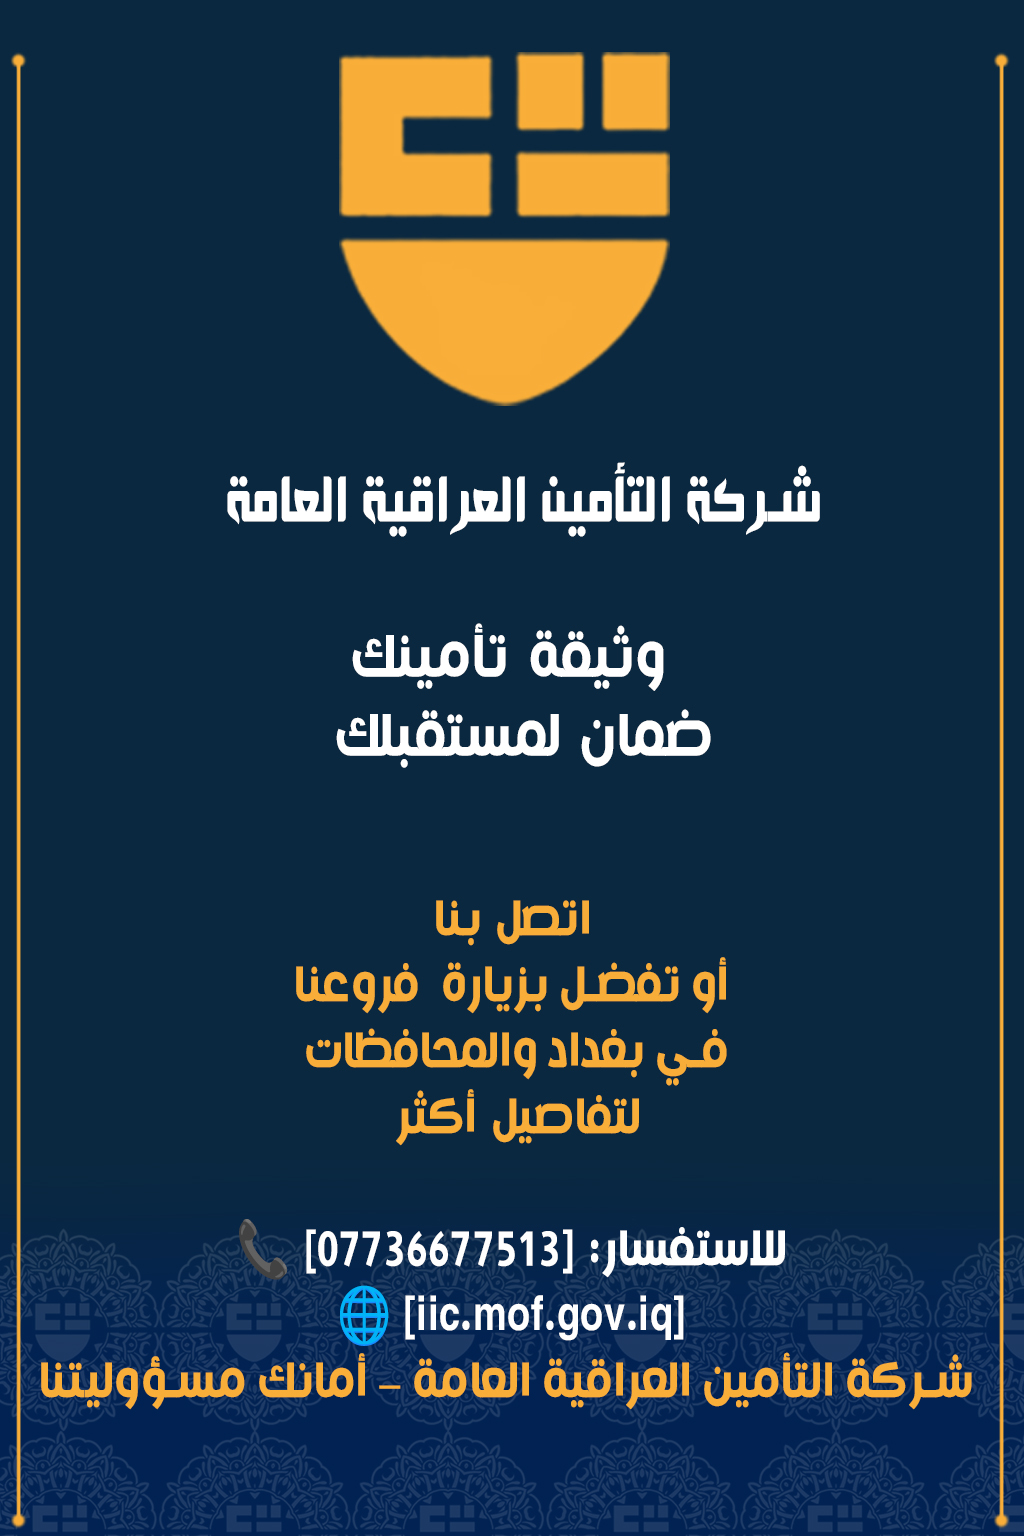 شركة التأمين العراقية العامة
وثيقة تأمينك
ضمان لمستقبلك
اتصل بنا
أو تفضل بزيارة فروعنا
في بغداد والمحافظات
لتفاصيل أكثر
للاستفسار: [07736677513]
[iic.mof.gov.iq]
شركة التأمين العراقية العامة – أمانك مسؤوليتنا